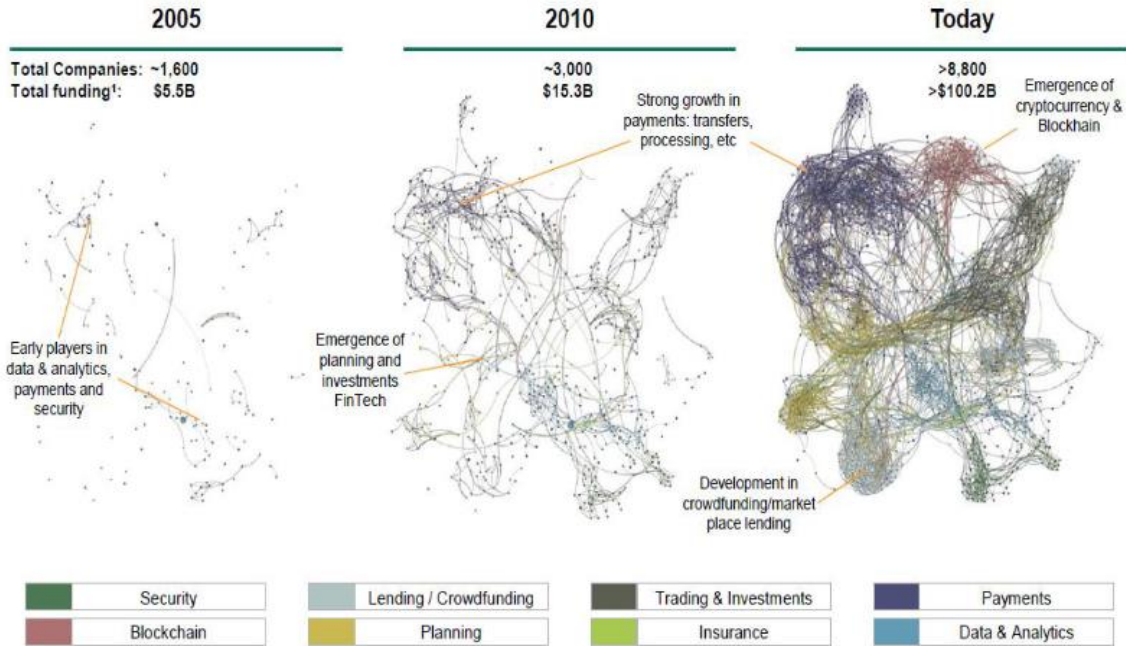 2005
2010
Today
Total Companies: ~1,600
Total funding¹: $5.5B
~3,000
$15.3B
>8,800
>$100.2B
Strong growth in
payments: transfers,
processing, etc
Emergence of
cryptocurrency &
Blockhain
Early players in
data & analytics,
payments and
security
Emergence of
planning and
investments
FinTech
Development in
crowdfunding/market
place lending
Security
Lending / Crowdfunding
Trading & Investments
Payments
Blockchain
Planning
Insurance
Data & Analytics